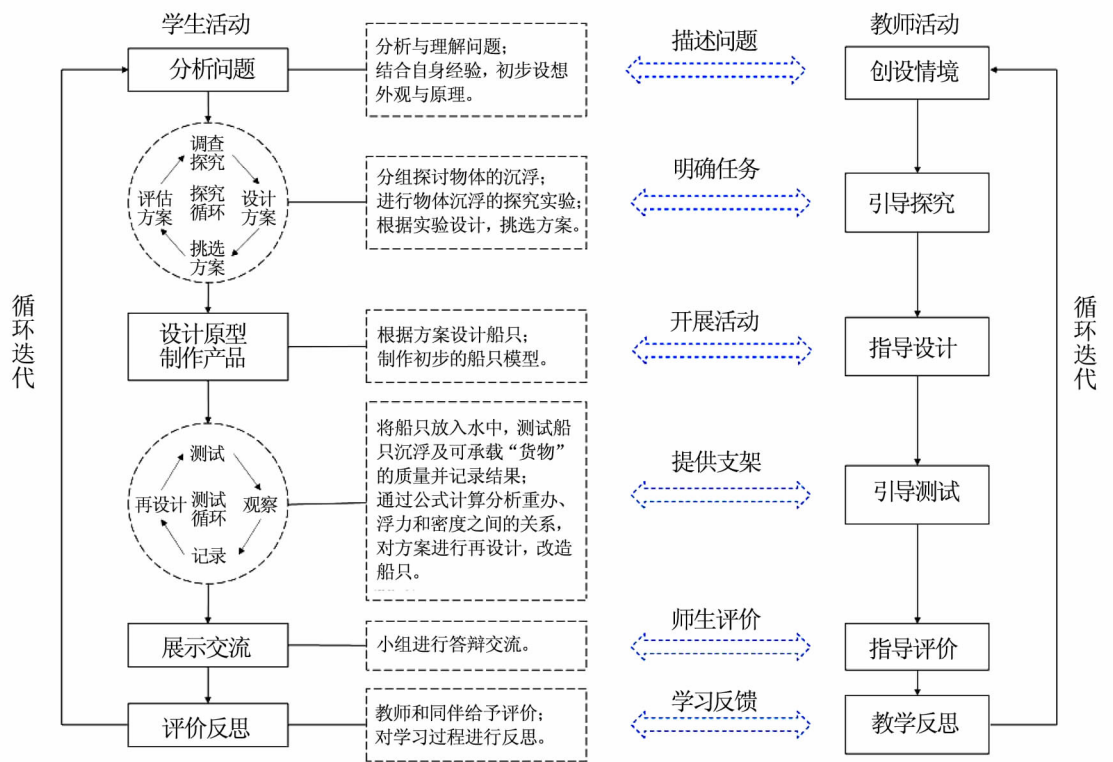 学生活动
教师活动
分析问题
分析与理解问题；
结合自身经验，初步设想
外观与原理。
描述问题
创设情境
调查
探究
评估
方案
探究
循环
设计
方案
挑选
方案
分组探讨物体的沉浮；
进行物体沉浮的探究实验；
根据实验设计，挑选方案。
明确任务
引导探究
循环迭代
设计原型
制作产品
根据方案设计船只；
制作初步的船只模型。
开展活动
指导设计
循环迭代
测试
再设计
测试
循环
观察
记录
将船只放入水中，测试船
只沉浮及可承载“货物”
的质量并记录结果；
通过公式计算分析重办、
浮力和密度之间的关系，
对方案进行再设计，改造
船只。
提供支架
引导测试
展示交流
小组进行答辩交流。
师生评价
指导评价
评价反思
教师和同伴给予评价；
对学习过程进行反思。
学习反馈
教学反思